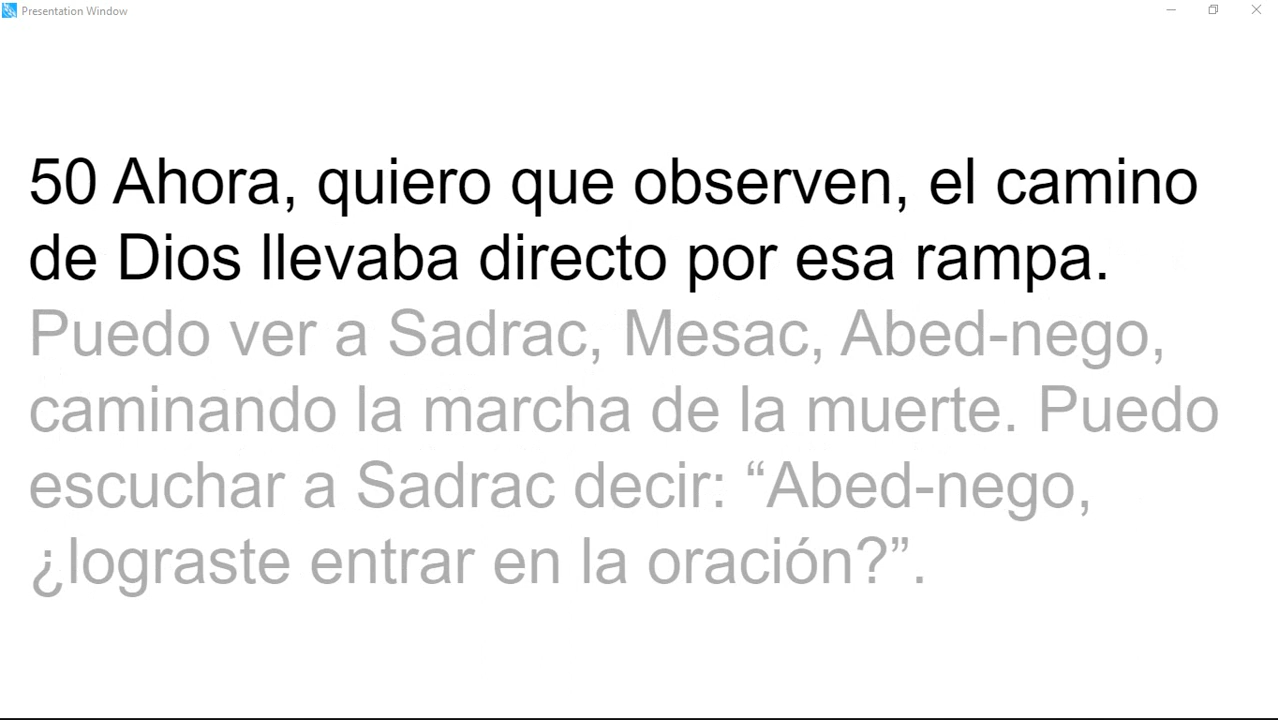 Presentation Window
50 Ahora, quiero que observen, el camino
de Dios llevaba directo por esa rampa.
Puedo ver a Sadrac, Mesac, Abed-nego,
caminando la marcha de la muerte. Puedo
escuchar a Sadrac decir: “Abed-nego,
¿lograste entrar en la oración?”.